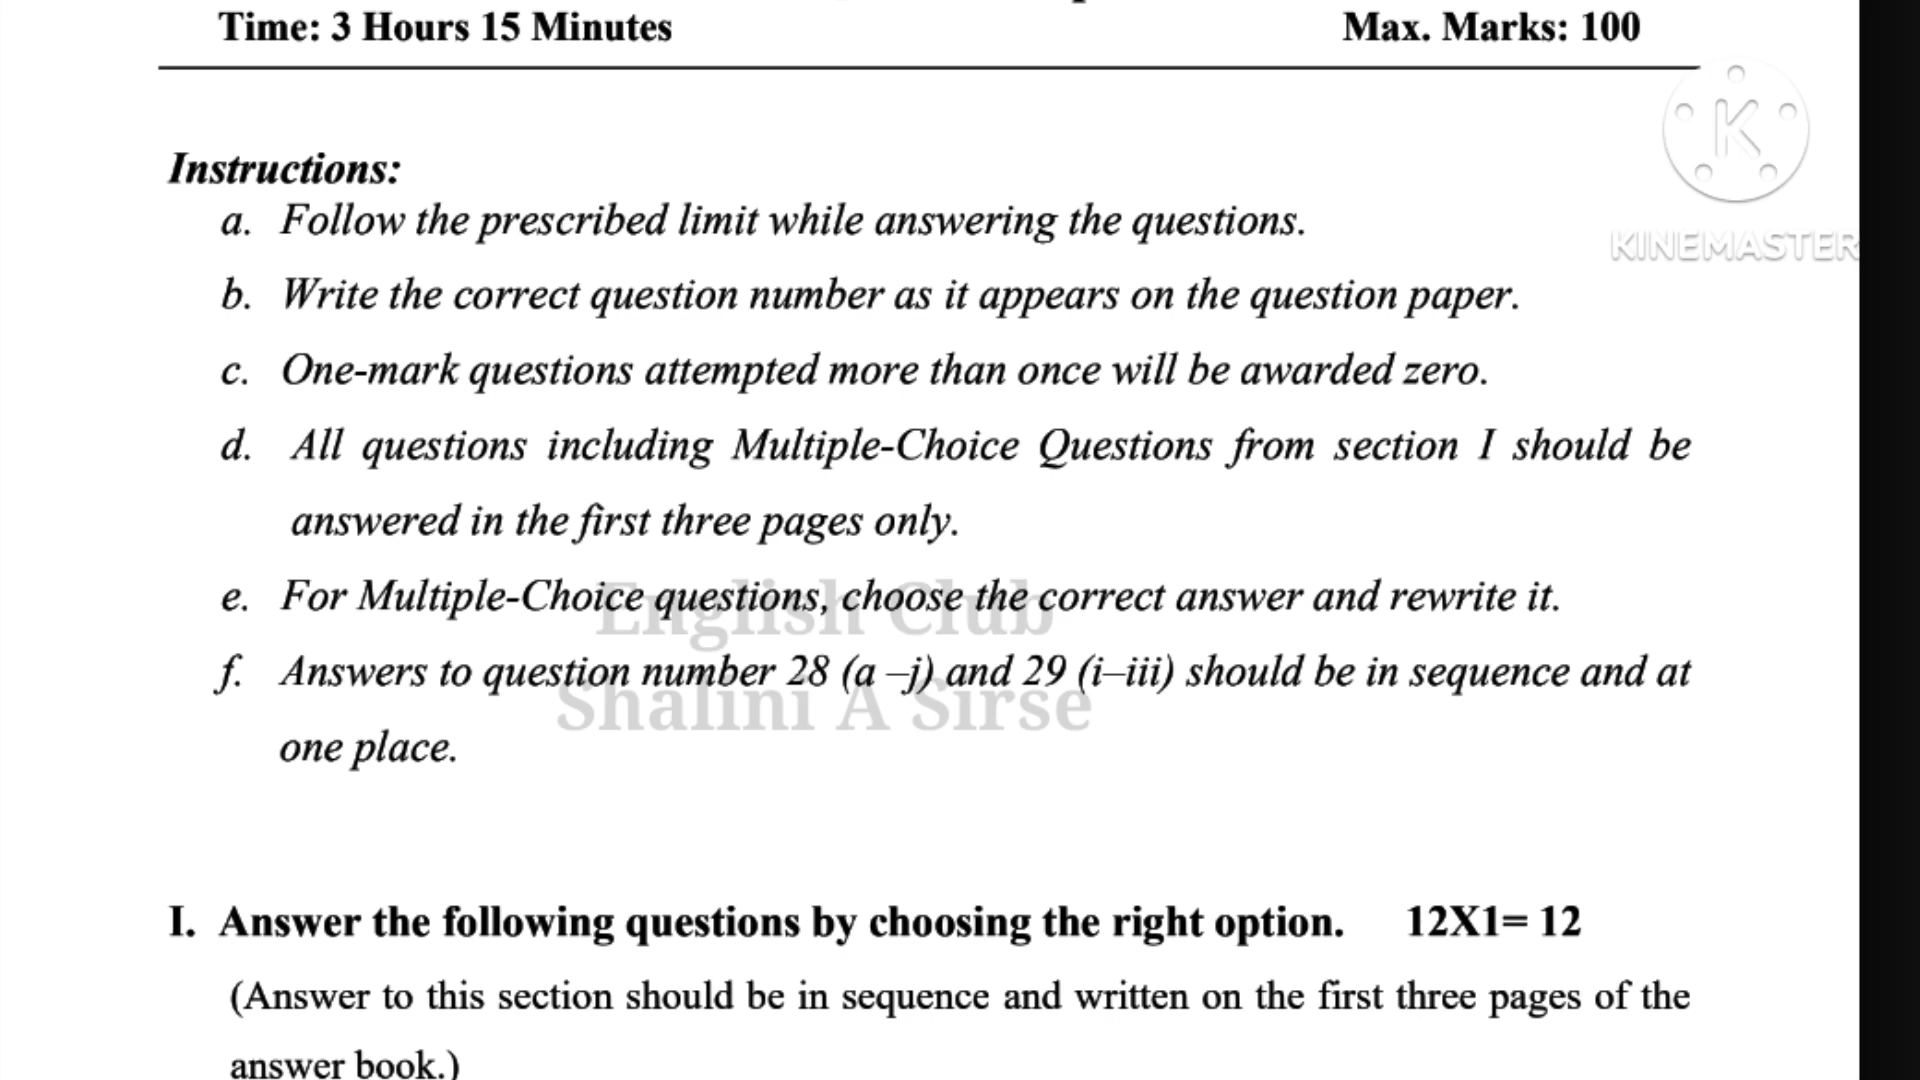 Time: 3 Hours 15 Minutes Max. Marks: 100
Instructions:
a. Follow the prescribed limit while answering the questions.
b. Write the correct question number as it appears on the question paper.
c. One-mark questions attempted more than once will be awarded zero.
d. All questions including Multiple-Choice Questions from section I should be
answered in the first three pages only.
e. For Multiple-Choice questions, choose the correct answer and rewrite it.
f. Answers to question number 28 (a –j) and 29 (i–iii) should be in sequence and at
one place.
I. Answer the following questions by choosing the right option. 12X1= 12
(Answer to this section should be in sequence and written on the first three pages of the
answer book.)
English Club
Shalini A Sirse
K
KINEMASTER